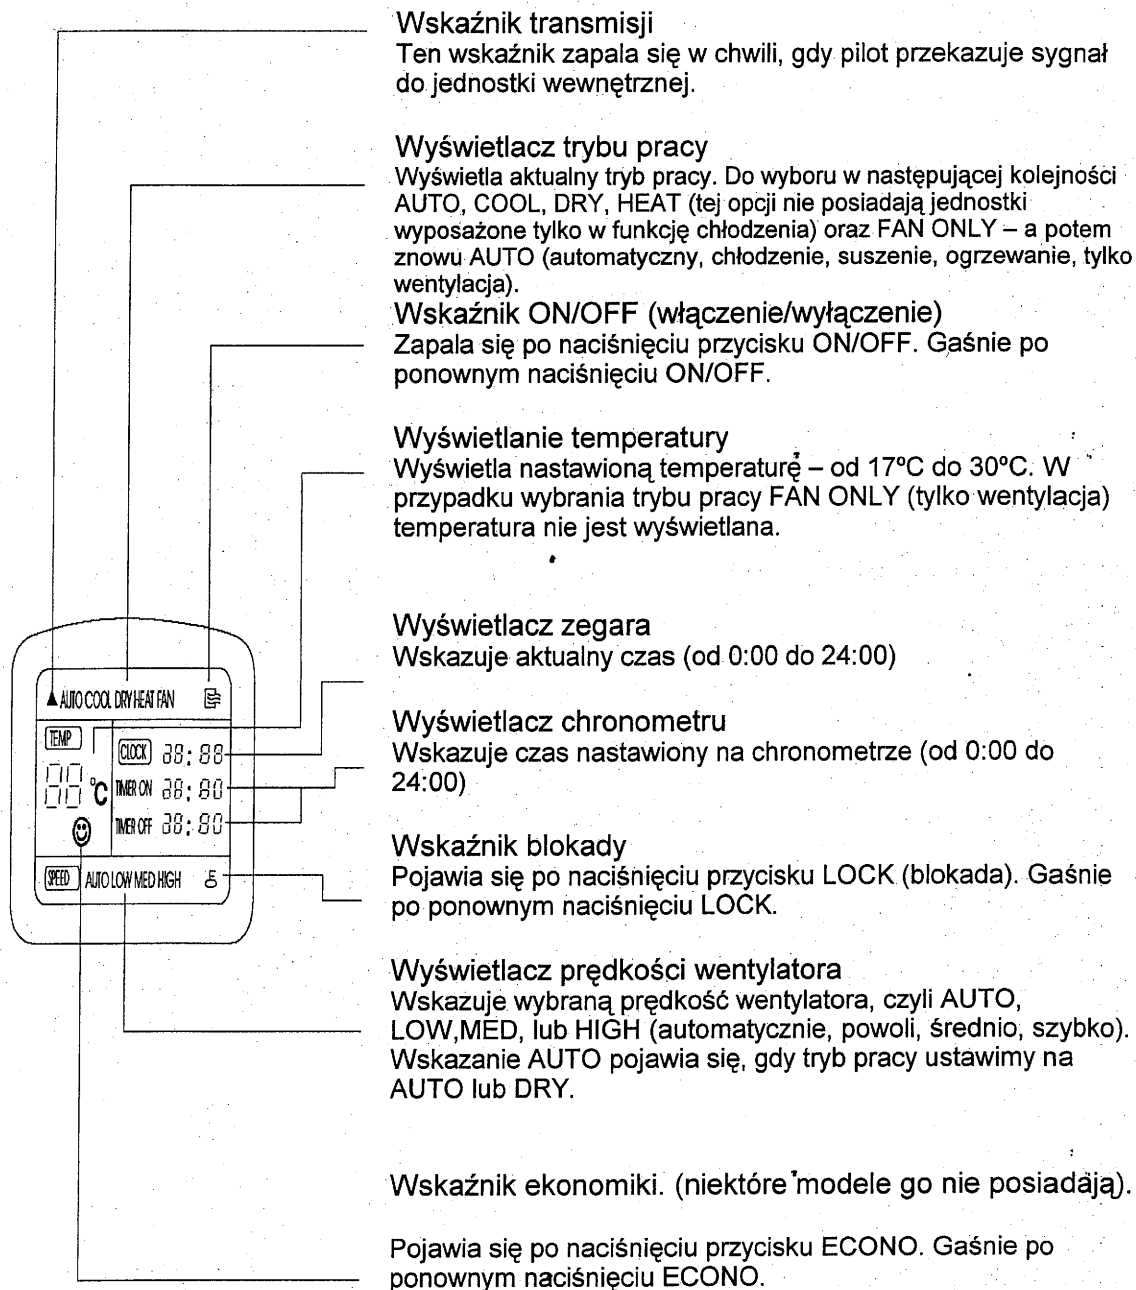 Wskaźnik transmisji
Ten wskaźnik zapala się w chwili, gdy pilot przekazuje sygnał
do jednostki wewnętrznej.
Wyświetlacz trybu pracy
Wyświetla aktualny tryb pracy. Do wyboru w następującej kolejności
AUTO, COOL, DRY, HEAT (tej opcji nie posiadają jednostki
wyposażone tylko w funkcję chłodzenia) oraz FAN ONLY – a potem
znowu AUTO (automatyczny, chłodzenie, suszenie, ogrzewanie, tylko
wentylacja).
Wskaźnik ON/OFF (włączenie/wyłączenie)
Zapala się po naciśnięciu przycisku ON/OFF. Gaśnie po
ponownym naciśnięciu ON/OFF.
Wyświetlanie temperatury
Wyświetla nastawioną temperaturę – od 17ºC do 30ºC. W
przypadku wybrania trybu pracy FAN ONLY (tylko wentylacja)
temperatura nie jest wyświetlana.
Wyświetlacz zegara
Wskazuje aktualny czas (od 0:00 do 24:00)
Wyświetlacz chronometru
Wskazuje czas nastawiony na chronometrze (od 0:00 do
24:00)
Wskaźnik blokady
Pojawia się po naciśnięciu przycisku LOCK (blokada). Gaśnie
po ponownym naciśnięciu LOCK.
Wyświetlacz prędkości wentylatora
Wskazuje wybraną prędkość wentylatora, czyli AUTO,
LOW,MED, lub HIGH (automatycznie, powoli, średnio, szybko).
Wskazanie AUTO pojawia się, gdy tryb pracy ustawimy na
AUTO lub DRY.
Wskaźnik ekonomiki. (niektóre modele go nie posiadają).
Pojawia się po naciśnięciu przycisku ECONO. Gaśnie po
ponownym naciśnięciu ECONO.
AUTO COOL DRY HEAT FAN
TEMP
CLOCK 88:88
88 °C
TIMER ON 88:80
TIMER OFF 88:80
SPEED AUTO LOW MED HIGH